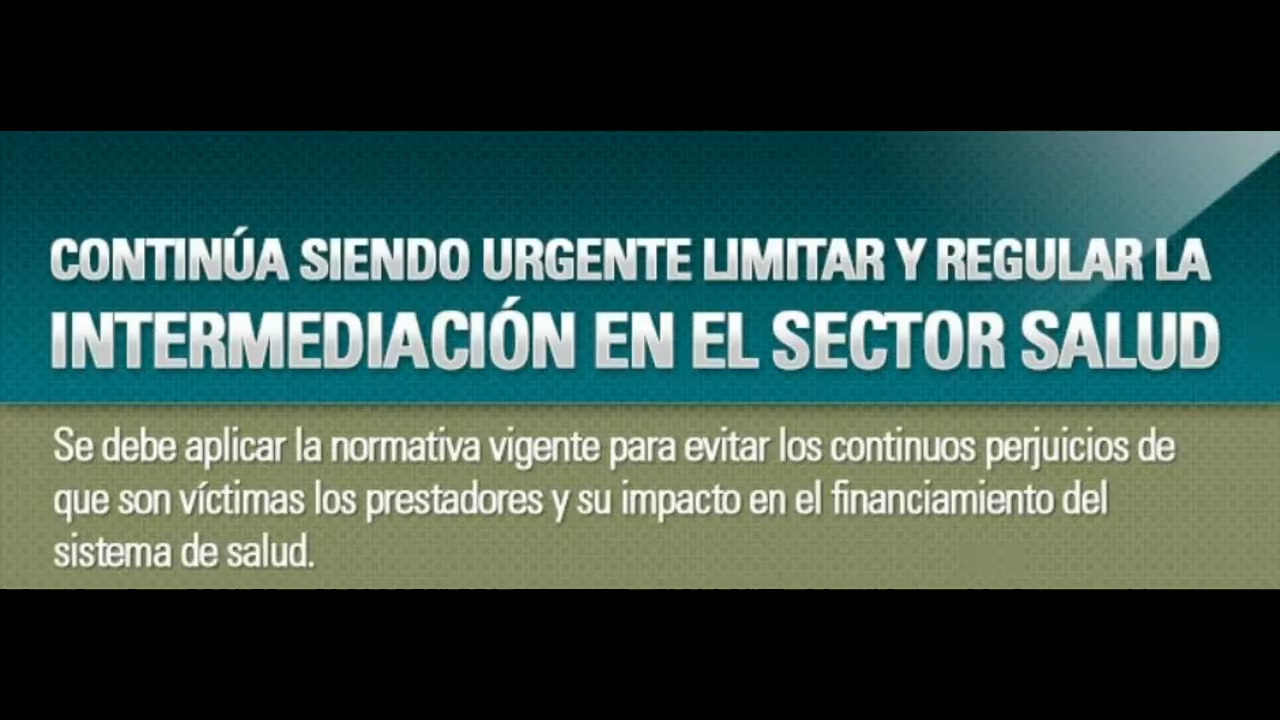 CONTINÚA SIENDO URGENTE LIMITAR Y REGULAR LA
INTERMEDIACIÓN EN EL SECTOR SALUD
Se debe aplicar la normativa vigente para evitar los continuos perjuicios de
que son víctimas los prestadores y su impacto en el financiamiento del
sistema de salud.